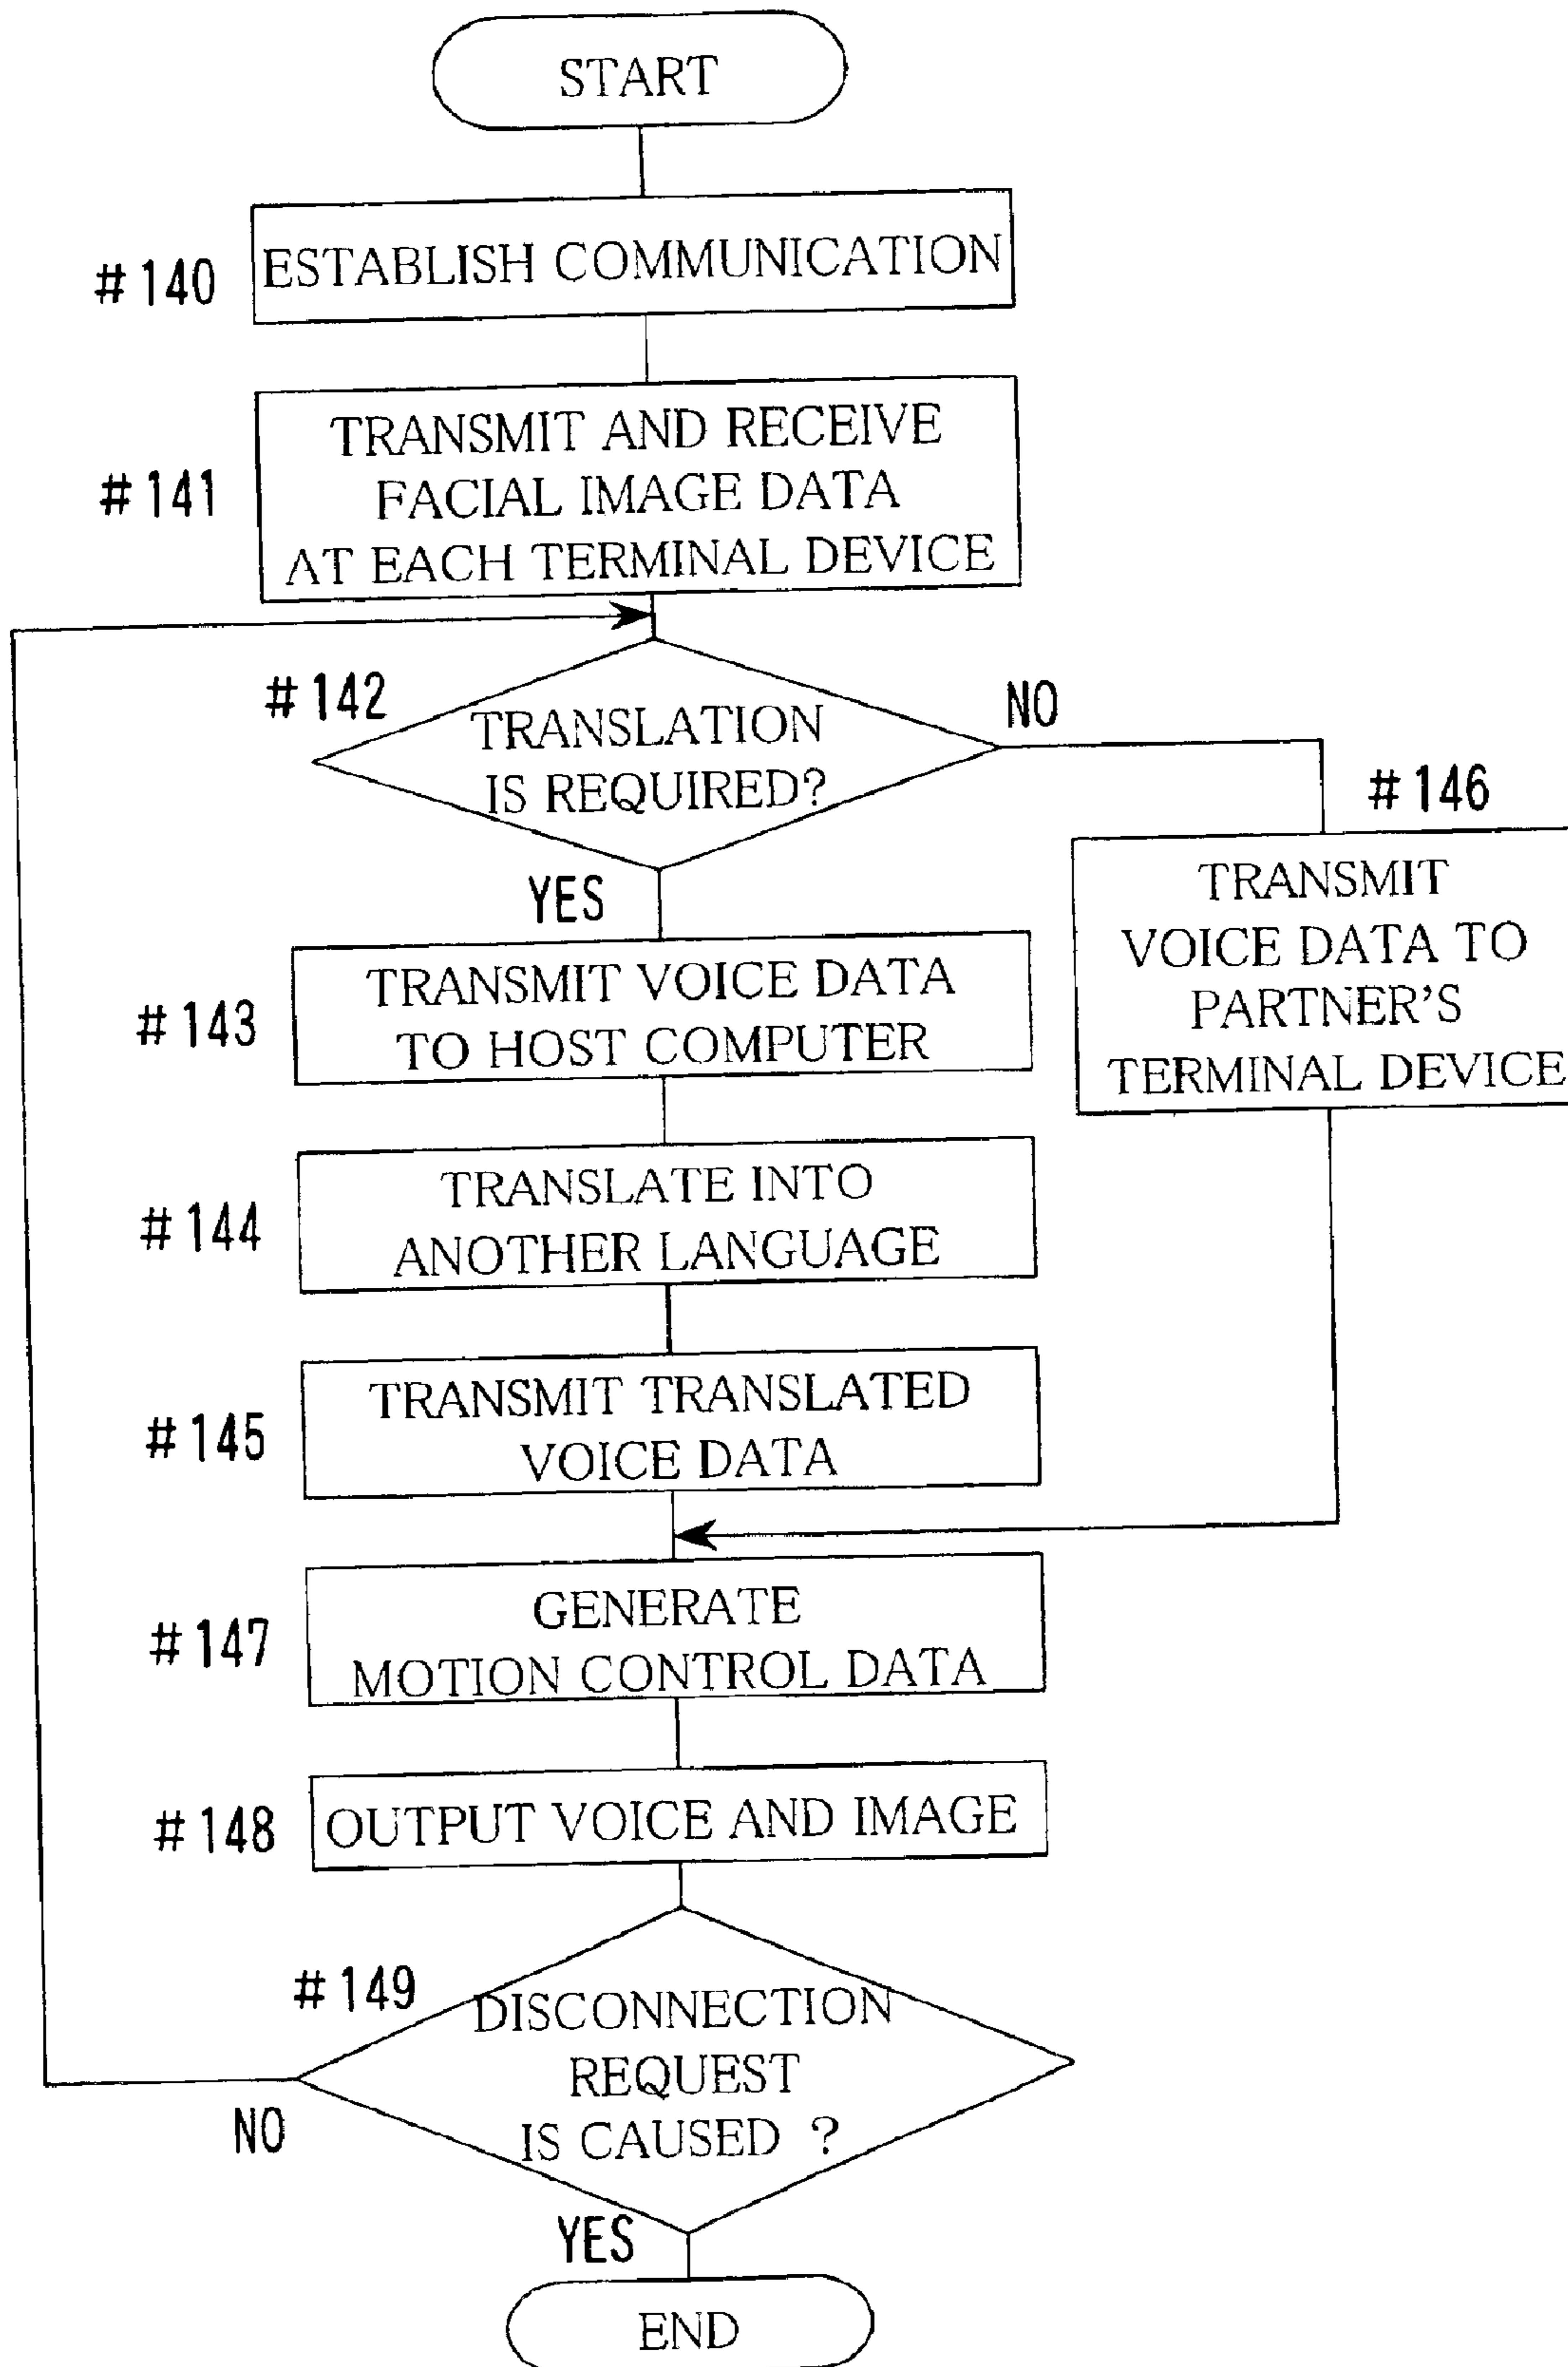 START
#140
ESTABLISH COMMUNICATION
#141
TRANSMIT AND RECEIVE
FACIAL IMAGE DATA
AT EACH TERMINAL DEVICE
#142
TRANSLATION
IS REQUIRED?
NO
YES
#146
TRANSMIT
VOICE DATA TO
PARTNER'S
TERMINAL DEVICE
#143
TRANSMIT VOICE DATA
TO HOST COMPUTER
#144
TRANSLATE INTO
ANOTHER LANGUAGE
#145
TRANSMIT TRANSLATED
VOICE DATA
#147
GENERATE
MOTION CONTROL DATA
#148
OUTPUT VOICE AND IMAGE
#149
DISCONNECTION
REQUEST
IS CAUSED ?
NO
YES
END